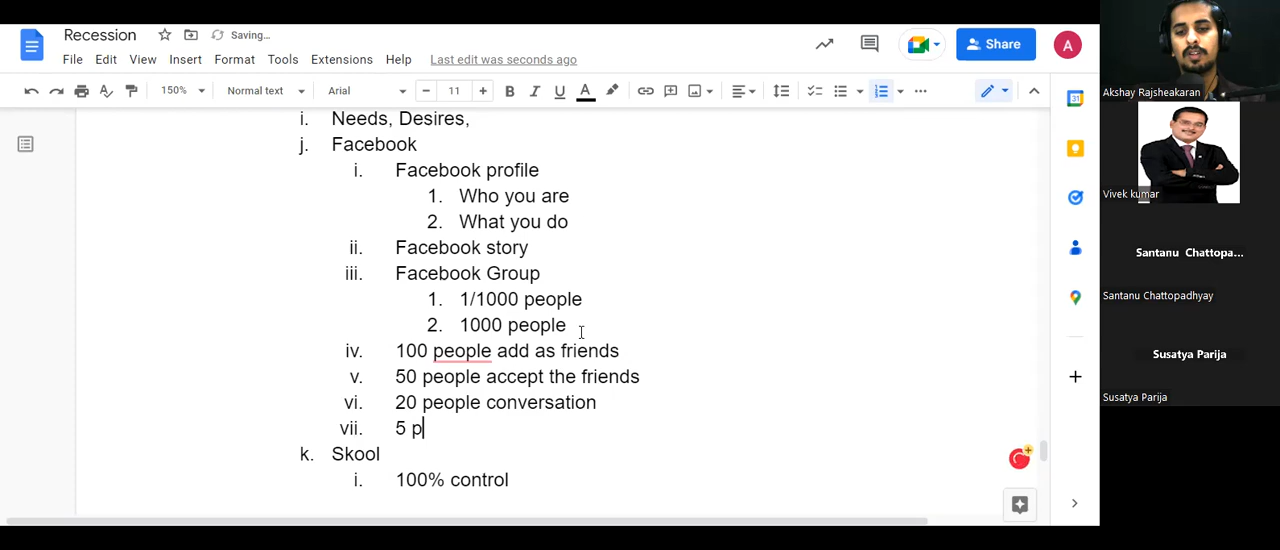 Recession
Saving...
File Edit View Insert Format Tools Extensions Help Last edit was seconds ago
Share
A
150% Normal text Arial 11
i. Needs, Desires,
j. Facebook
i. Facebook profile
1. Who you are
2. What you do
ii. Facebook story
iii. Facebook Group
1. 1/1000 people
2. 1000 people
iv. 100 people add as friends
v. 50 people accept the friends
vi. 20 people conversation
vii. 5 p
k. Skool
i. 100% control
Akshay Rajsheakaran
Vivek kumar
Santanu Chattopa...
Santanu Chattopadhyay
Susatya Parija
Susatya Parija